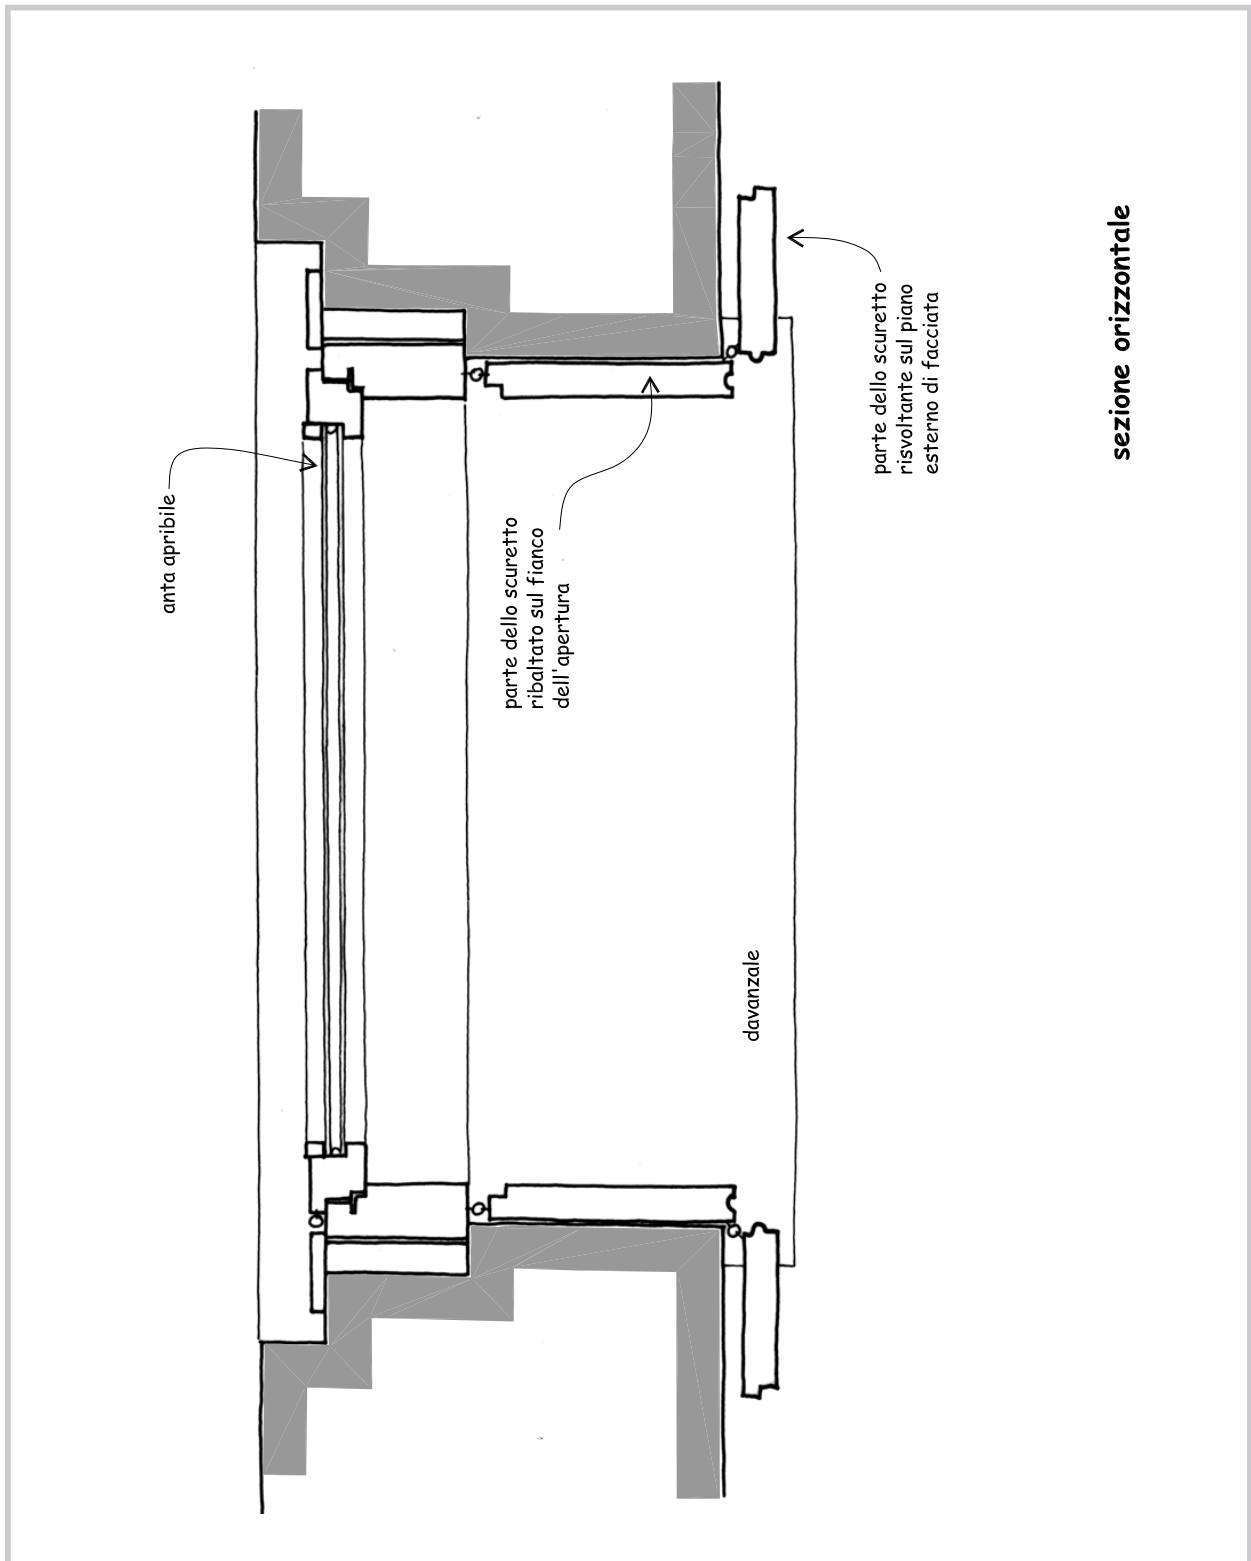 anta apribile
parte dello scuretto
ribaltato sul fianco
dell'apertura
davanzale
parte dello scuretto
risvoltante sul piano
esterno di facciata
sezione orizzontale